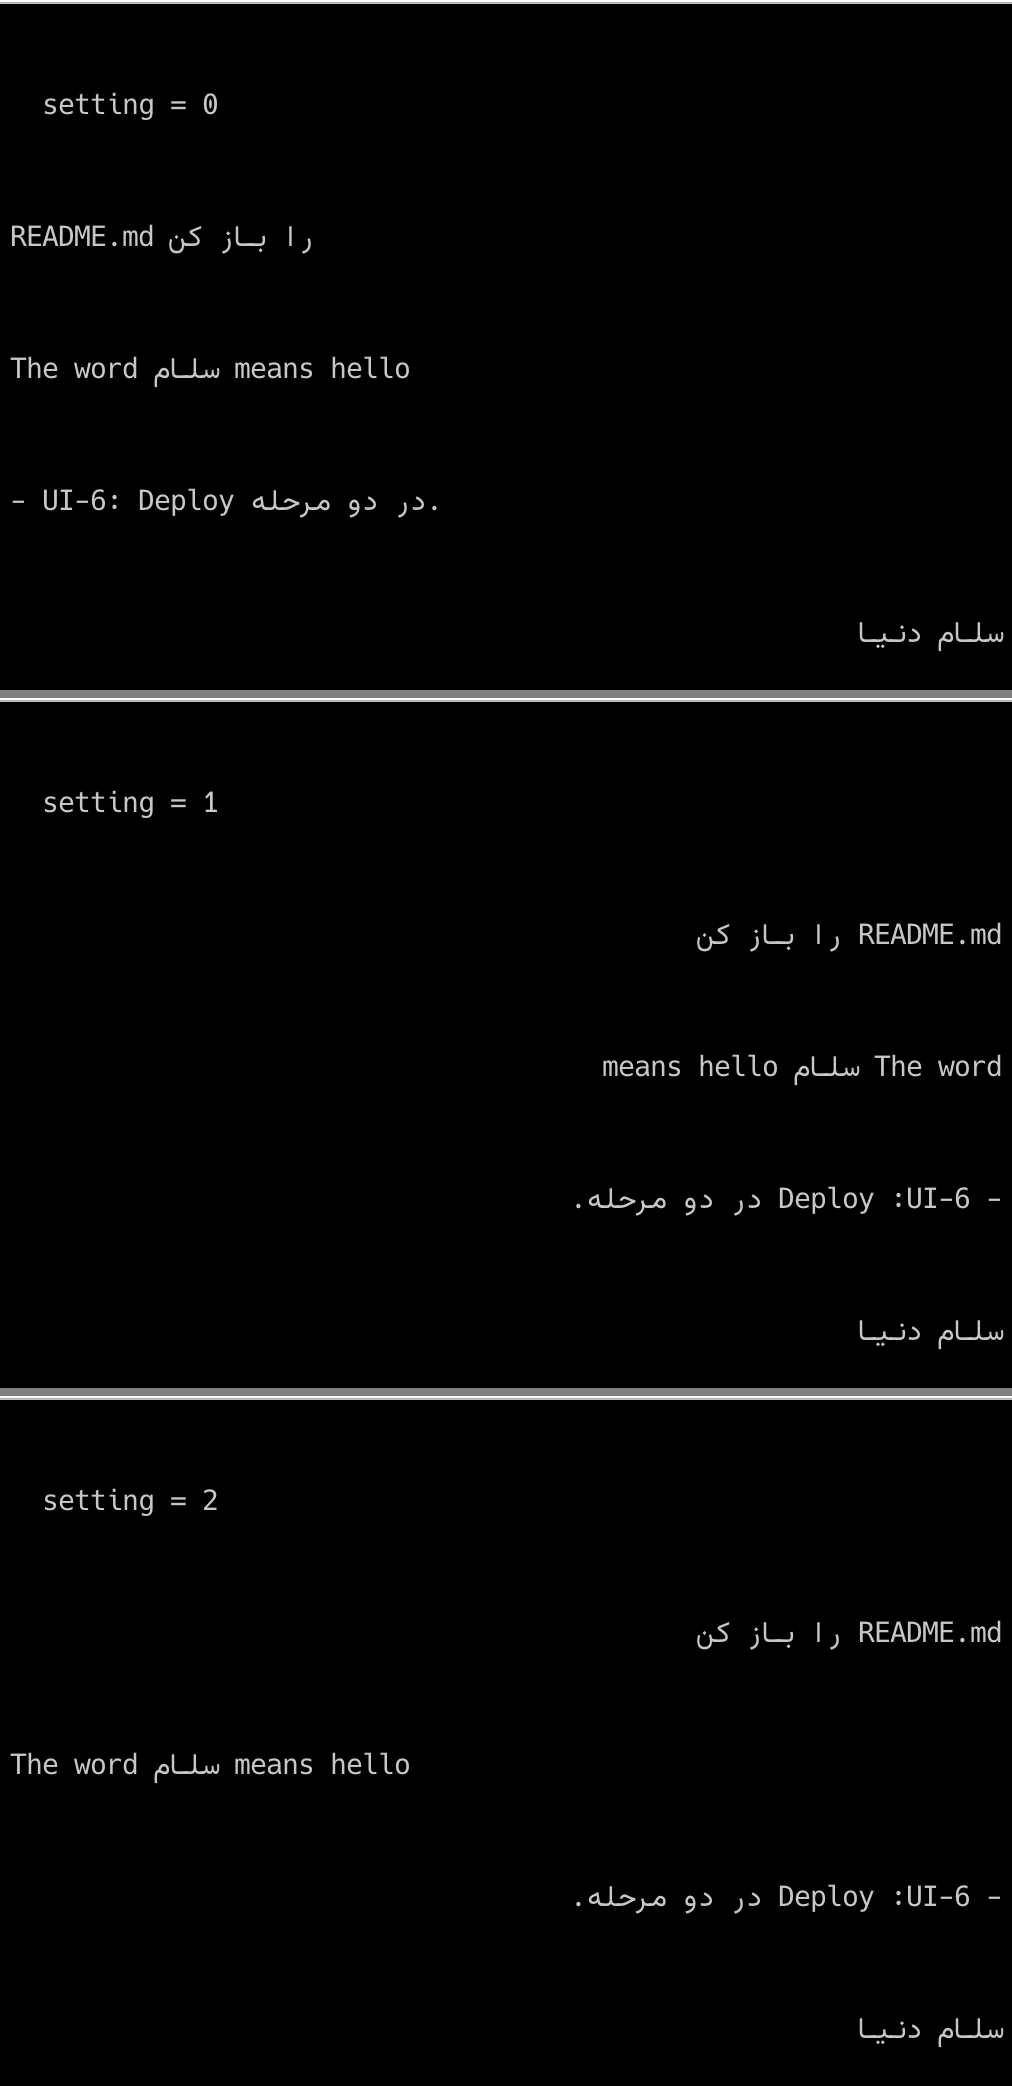 setting = 0
README.md را باز کن
The word سلام means hello
- UI-6: Deploy در دو مرحله.
سلام دنیا
setting = 1
README.md را باز کن
The word سلام means hello
- UI-6: Deploy در دو مرحله.
سلام دنیا
setting = 2
README.md را باز کن
The word سلام means hello
- UI-6: Deploy در دو مرحله.
سلام دنیا